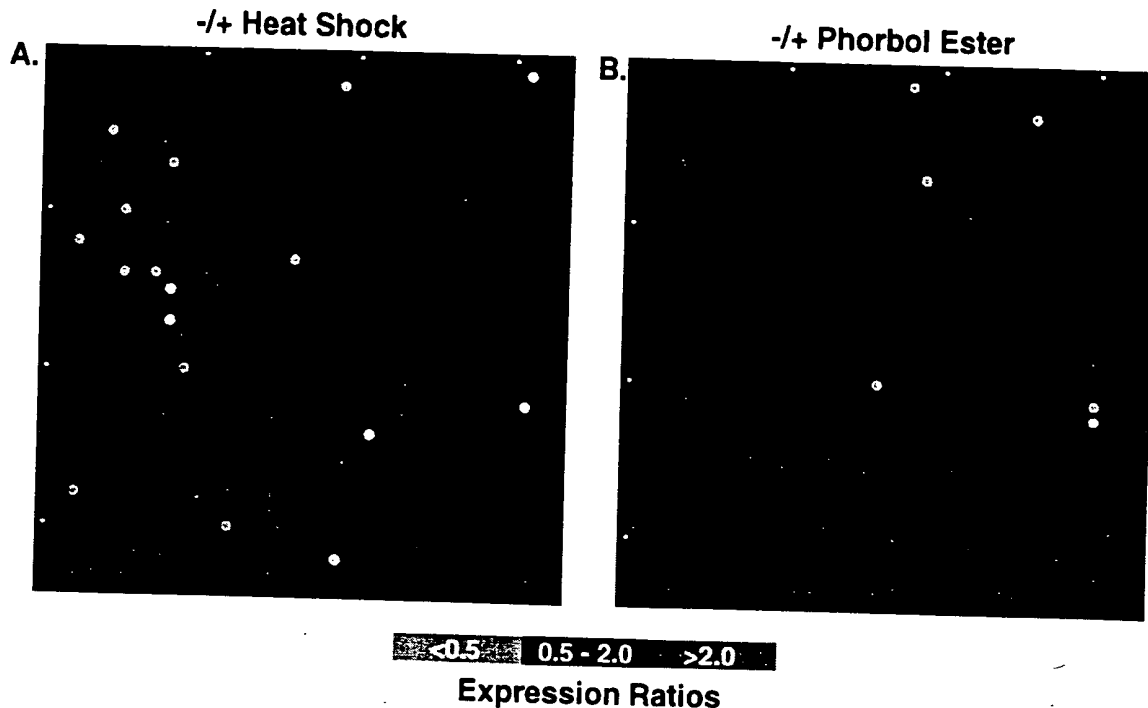 -/+ Heat Shock
-/+ Phorbol Ester
A.
B.
<0.5 0.5 - 2.0 >2.0
Expression Ratios